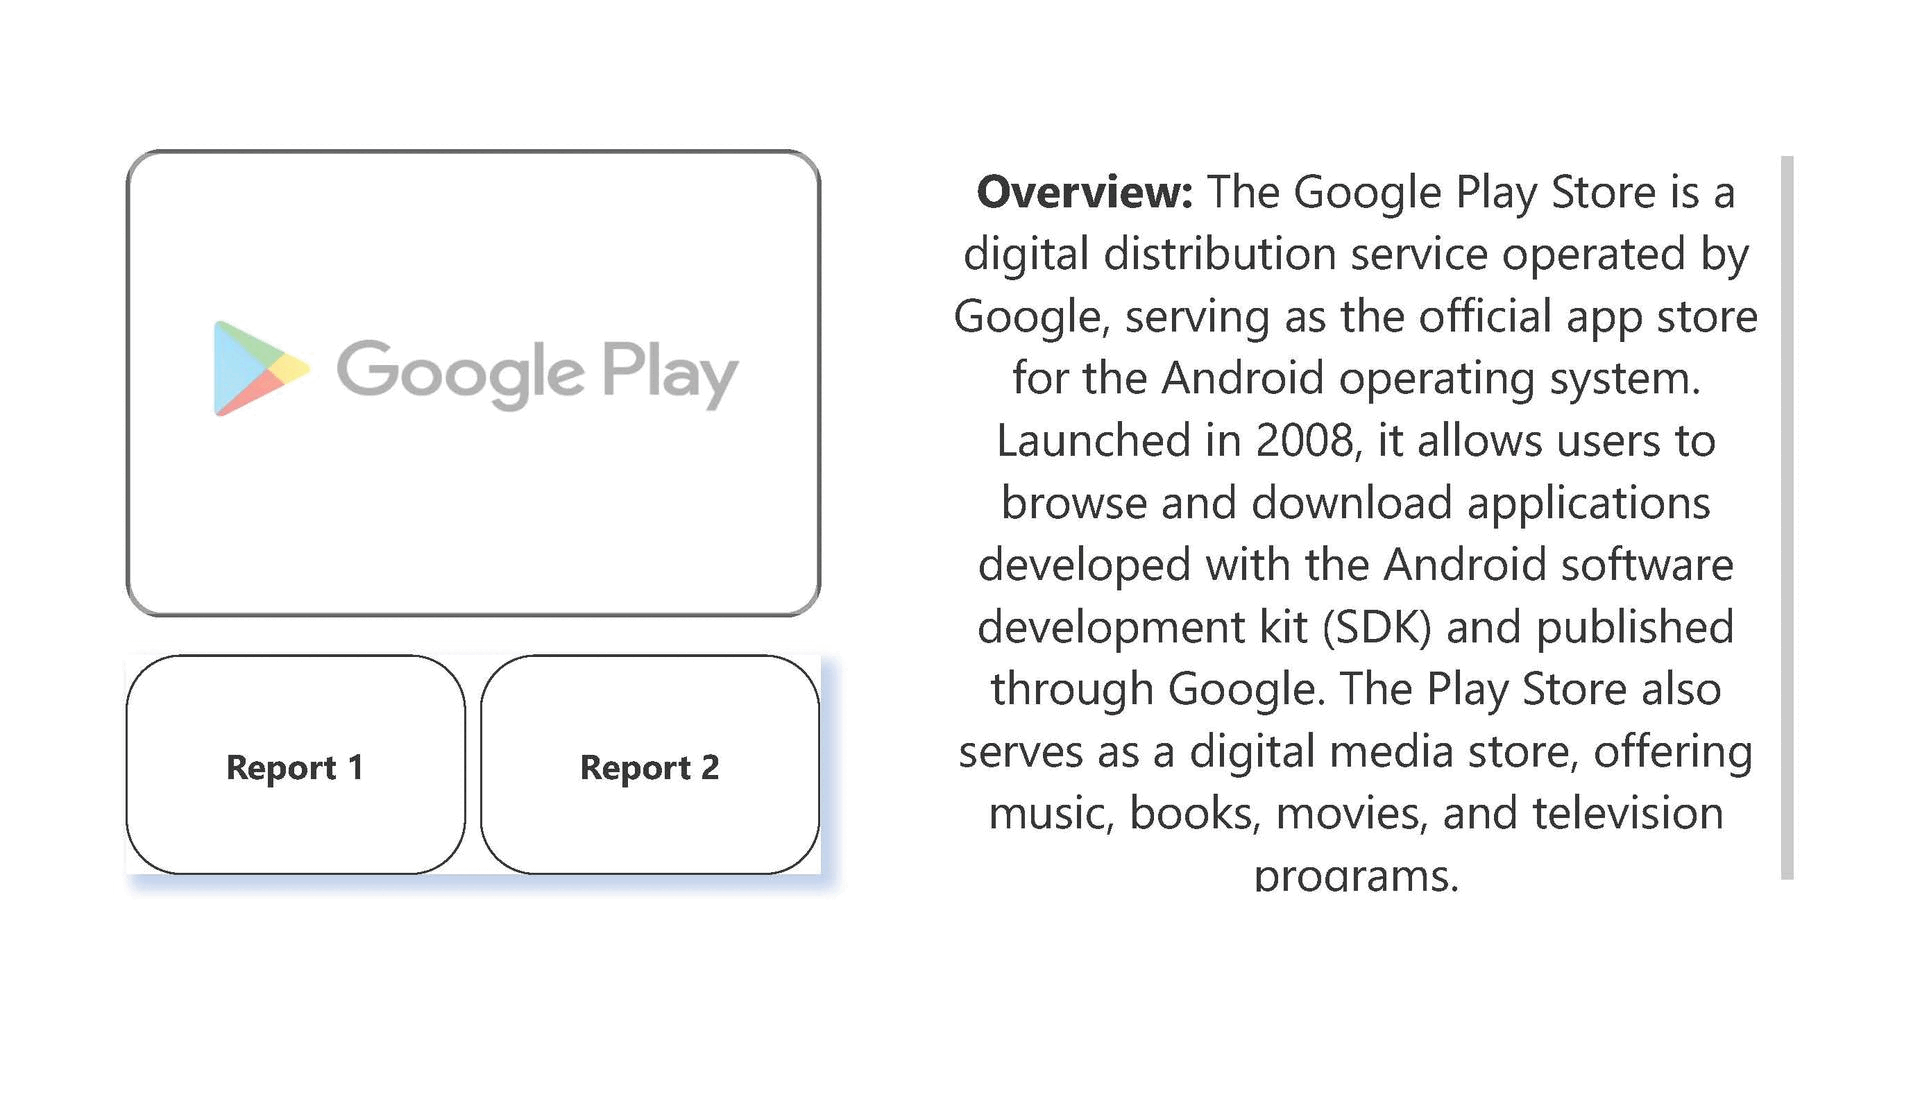 Google Play
Report 1
Report 2
Overview: The Google Play Store is a
digital distribution service operated by
Google, serving as the official app store
for the Android operating system.
Launched in 2008, it allows users to
browse and download applications
developed with the Android software
development kit (SDK) and published
through Google. The Play Store also
serves as a digital media store, offering
music, books, movies, and television
programs.